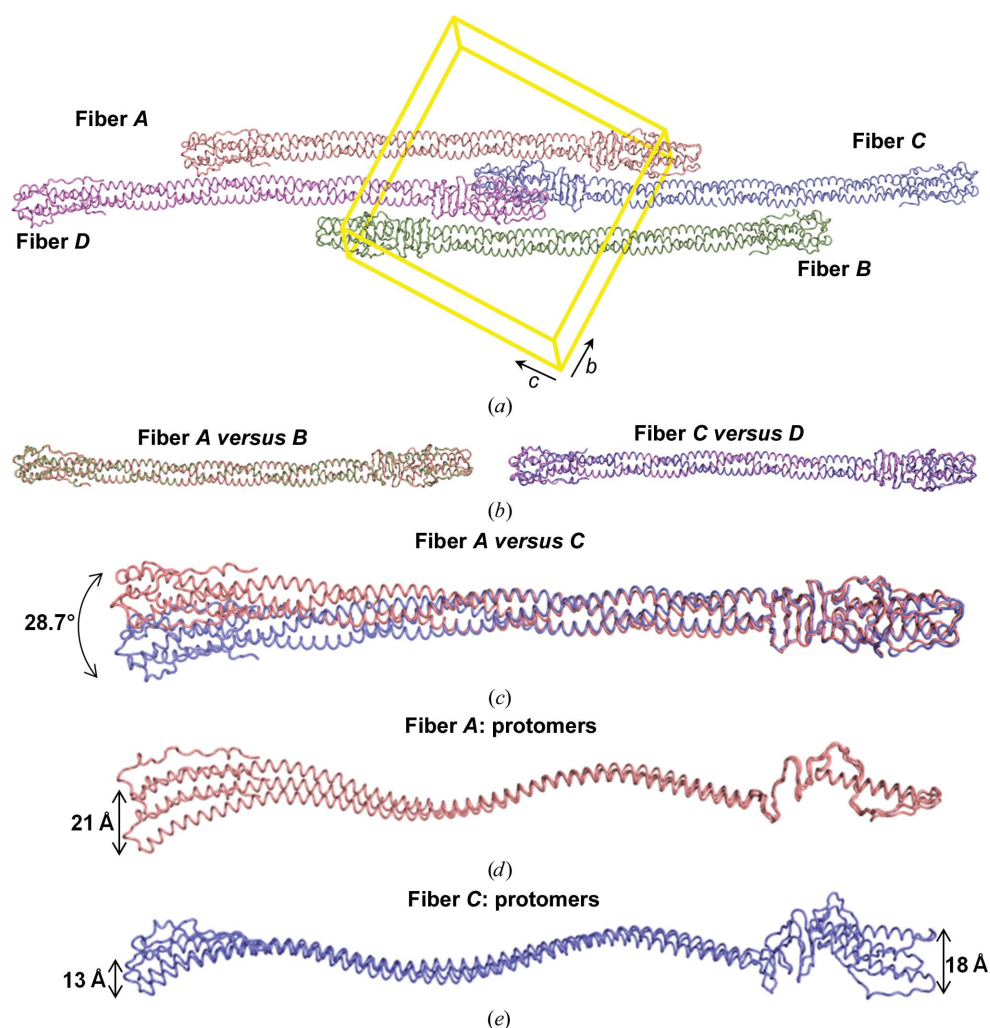 Fiber A
Fiber C
Fiber D
Fiber B
c
b
(a)
Fiber A versus B
Fiber C versus D
(b)
Fiber A versus C
28.7°
(c)
Fiber A: protomers
21 Å
(d)
Fiber C: protomers
13 Å
18 Å
(e)